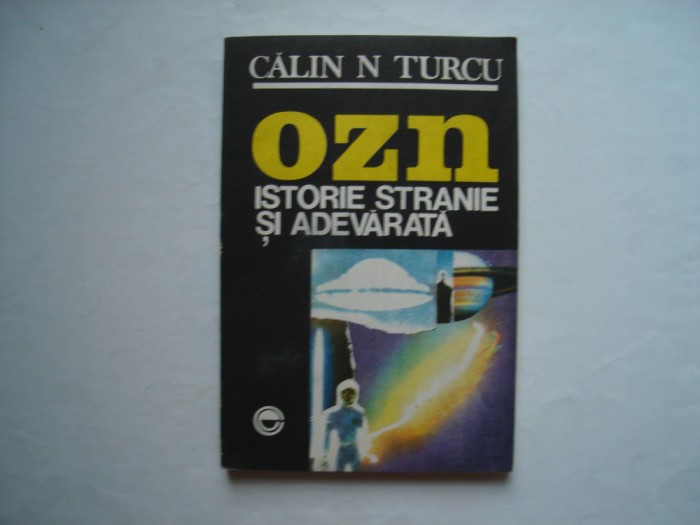 CĂLIN N TURCU
ozn
ISTORIE STRANIE
ȘI ADEVĂRATĂ